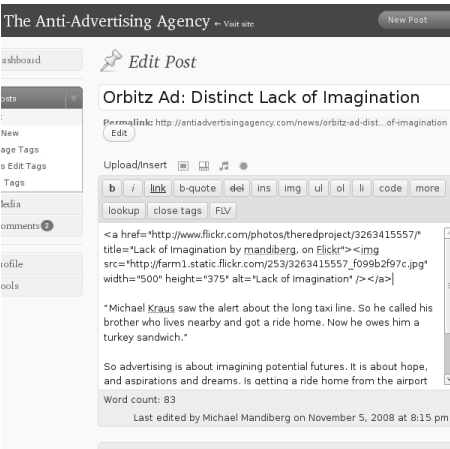 The Anti-Advertising Agency ← Visit site
New Post
ashboard
Edit Post
osts
New
age Tags
s Edit Tags
Tags
Media
omments 2
rofile
ools
Orbitz Ad: Distinct Lack of Imagination
Permalink: http://antiadvertisingagency.com/news/orbitz-ad-dist...of-imagination
Edit
Upload/Insert
b i link b-quote del ins img ul ol li code more
lookup close tags FLV
<a href="http://www.flickr.com/photos/theredproject/3263415557/"
title="Lack of Imagination by mandiberg, on Flickr"><img
src="http://farm1.static.flickr.com/253/3263415557_f099b2f97c.jpg"
width="500" height="375" alt="Lack of Imagination" /></a>
“Michael Kraus saw the alert about the long taxi line. So he called his
brother who lives nearby and got a ride home. Now he owes him a
turkey sandwich.”
So advertising is about imagining potential futures. It is about hope,
and aspirations and dreams. Is getting a ride home from the airport
Word count: 83
Last edited by Michael Mandiberg on November 5, 2008 at 8:15 pm